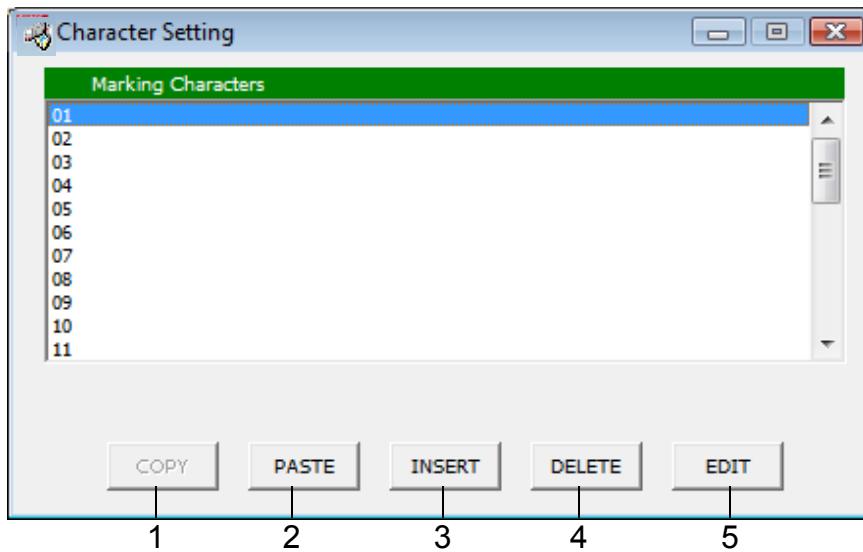 Character Setting
Marking Characters
01
02
03
04
05
06
07
08
09
10
11
COPY PASTE INSERT DELETE EDIT
1 2 3 4 5